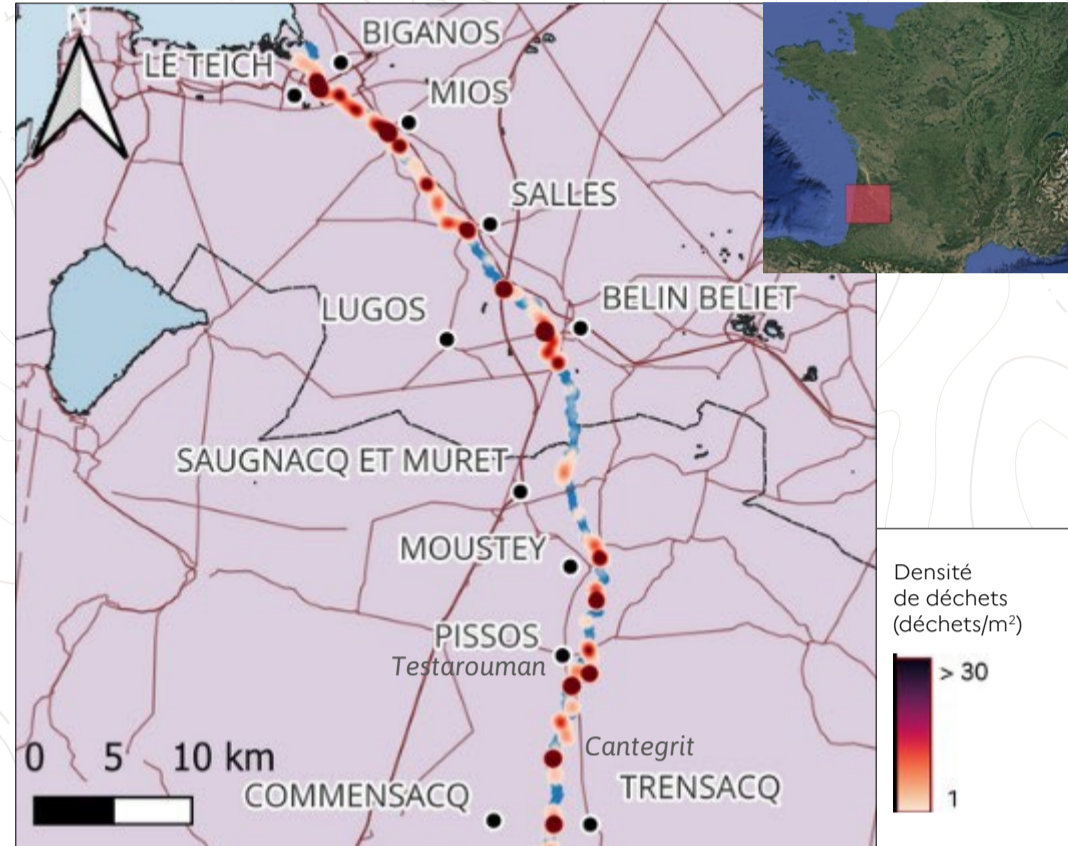 N
BIGANOS
LE TEICH
MIOS
SALLES
LUGOS
BELIN BELIET
SAUGNACQ ET MURET
MOUSTEY
PISSOS
Testarouman
Cantegrit
0 5 10 km
COMMENSACQ
TRENSACQ
Densité
de déchets
(déchets/m²)
> 30
1